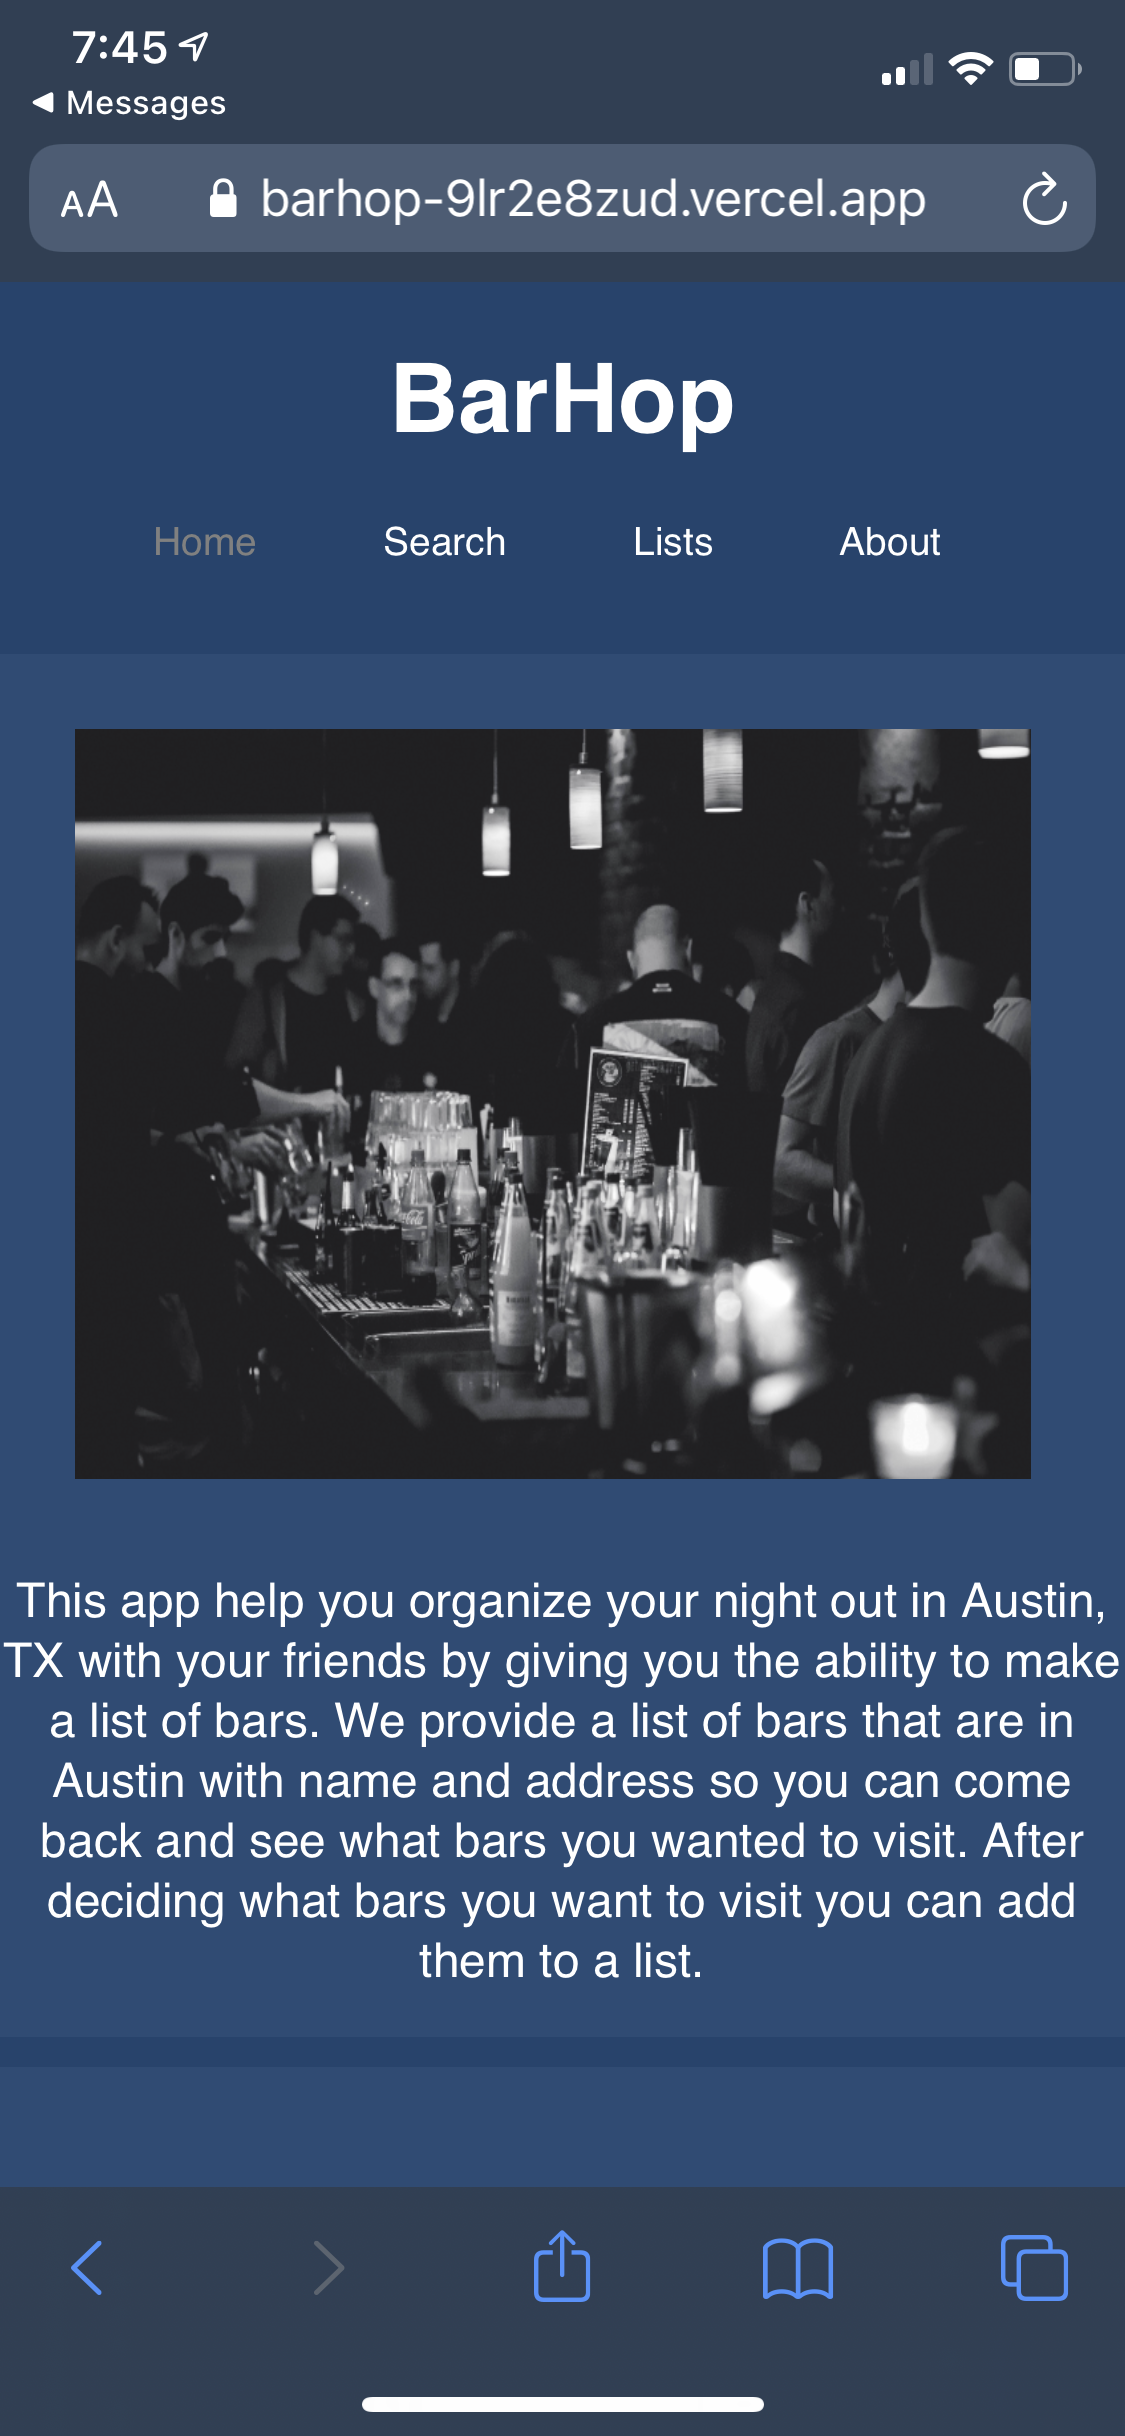 7:45
Messages
AA barhop-9lr2e8zud.vercel.app
BarHop
Home Search Lists About
Coca-Cola
This app help you organize your night out in Austin,
TX with your friends by giving you the ability to make
a list of bars. We provide a list of bars that are in
Austin with name and address so you can come
back and see what bars you wanted to visit. After
deciding what bars you want to visit you can add
them to a list.